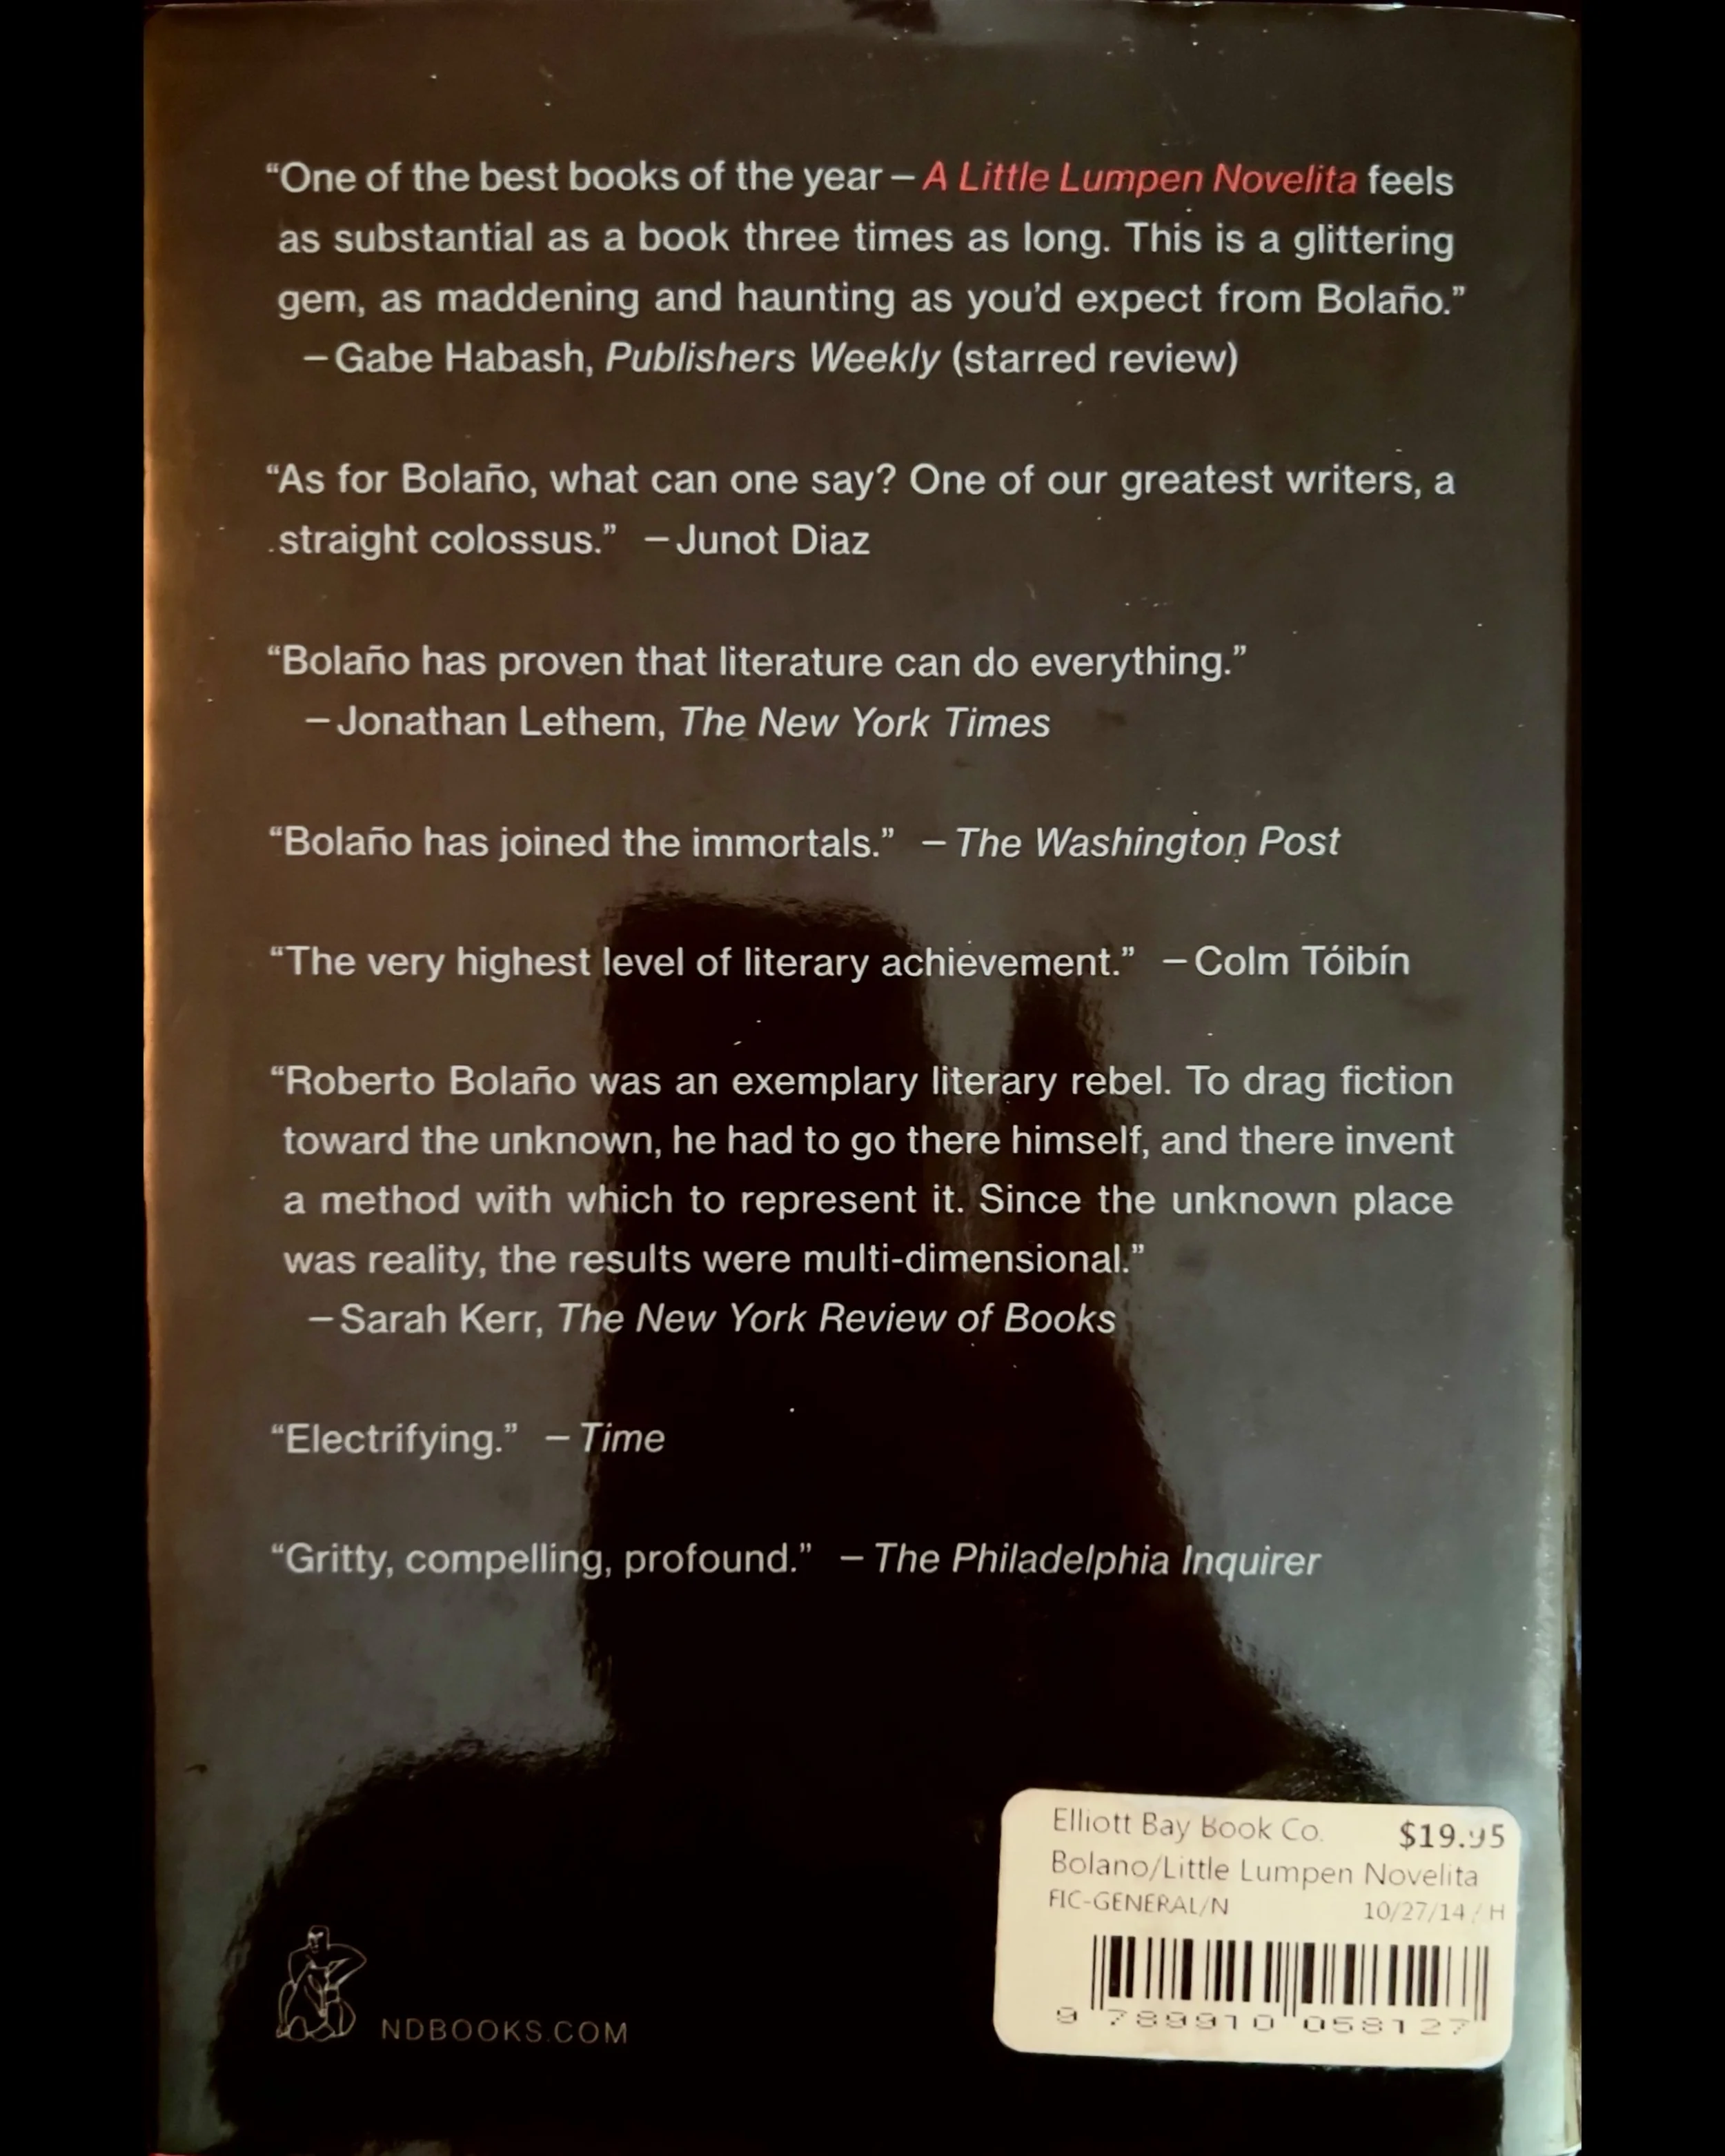 “One of the best books of the year – A Little Lumpen Novelita feels
as substantial as a book three times as long. This is a glittering
gem, as maddening and haunting as you’d expect from Bolaño.”
– Gabe Habash, Publishers Weekly (starred review)
“As for Bolaño, what can one say? One of our greatest writers, a
straight colossus.” – Junot Diaz
“Bolaño has proven that literature can do everything.”
– Jonathan Lethem, The New York Times
“Bolaño has joined the immortals.” – The Washington Post
“The very highest level of literary achievement.” – Colm Tóibín
“Roberto Bolaño was an exemplary literary rebel. To drag fiction
toward the unknown, he had to go there himself, and there invent
a method with which to represent it. Since the unknown place
was reality, the results were multi-dimensional.”
– Sarah Kerr, The New York Review of Books
“Electrifying.” – Time
“Gritty, compelling, profound.” – The Philadelphia Inquirer
Elliott Bay Book Co. $19.95
Bolano/Little Lumpen Novelita
FIC-GENERAL/N 10/27/14 / H
9 789910 058127
NDBOOKS.COM